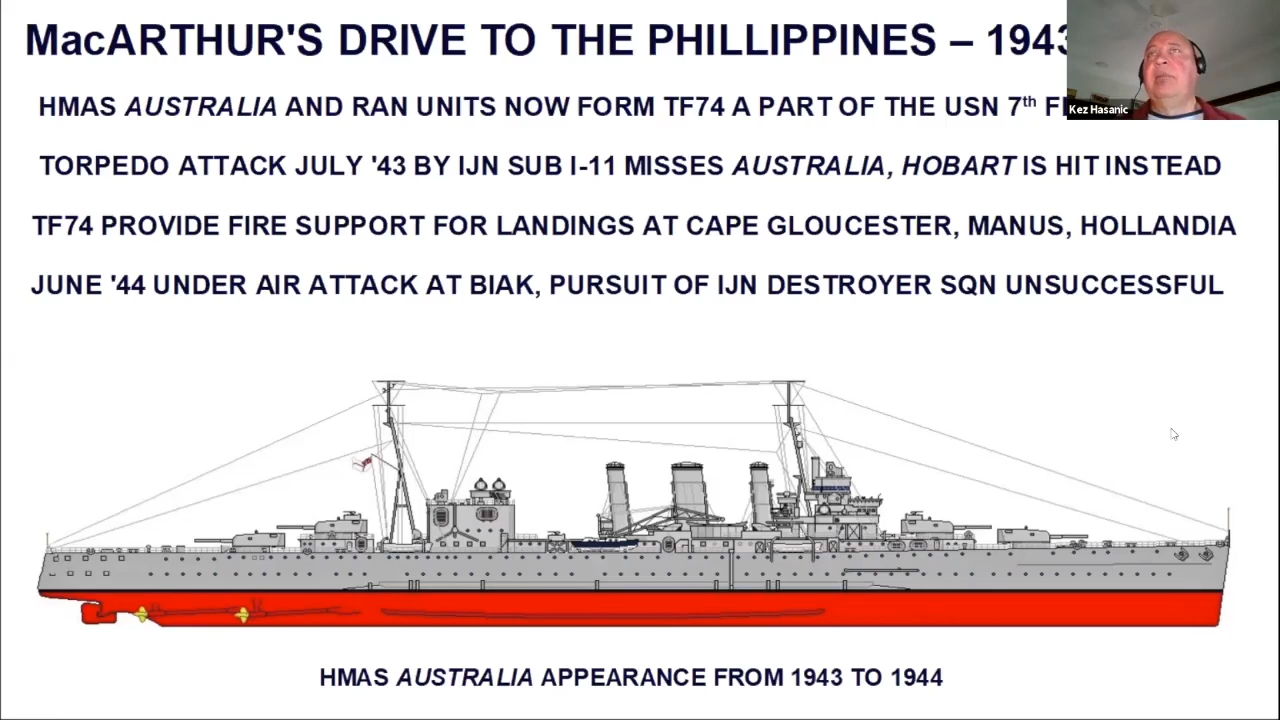 MacARTHUR'S DRIVE TO THE PHILLIPPINES – 1943
Kez Hasanic
HMAS AUSTRALIA AND RAN UNITS NOW FORM TF74 A PART OF THE USN 7th
TORPEDO ATTACK JULY '43 BY IJN SUB I-11 MISSES AUSTRALIA, HOBART IS HIT INSTEAD
TF74 PROVIDE FIRE SUPPORT FOR LANDINGS AT CAPE GLOUCESTER, MANUS, HOLLANDIA
JUNE '44 UNDER AIR ATTACK AT BIAK, PURSUIT OF IJN DESTROYER SQN UNSUCCESSFUL
HMAS AUSTRALIA APPEARANCE FROM 1943 TO 1944